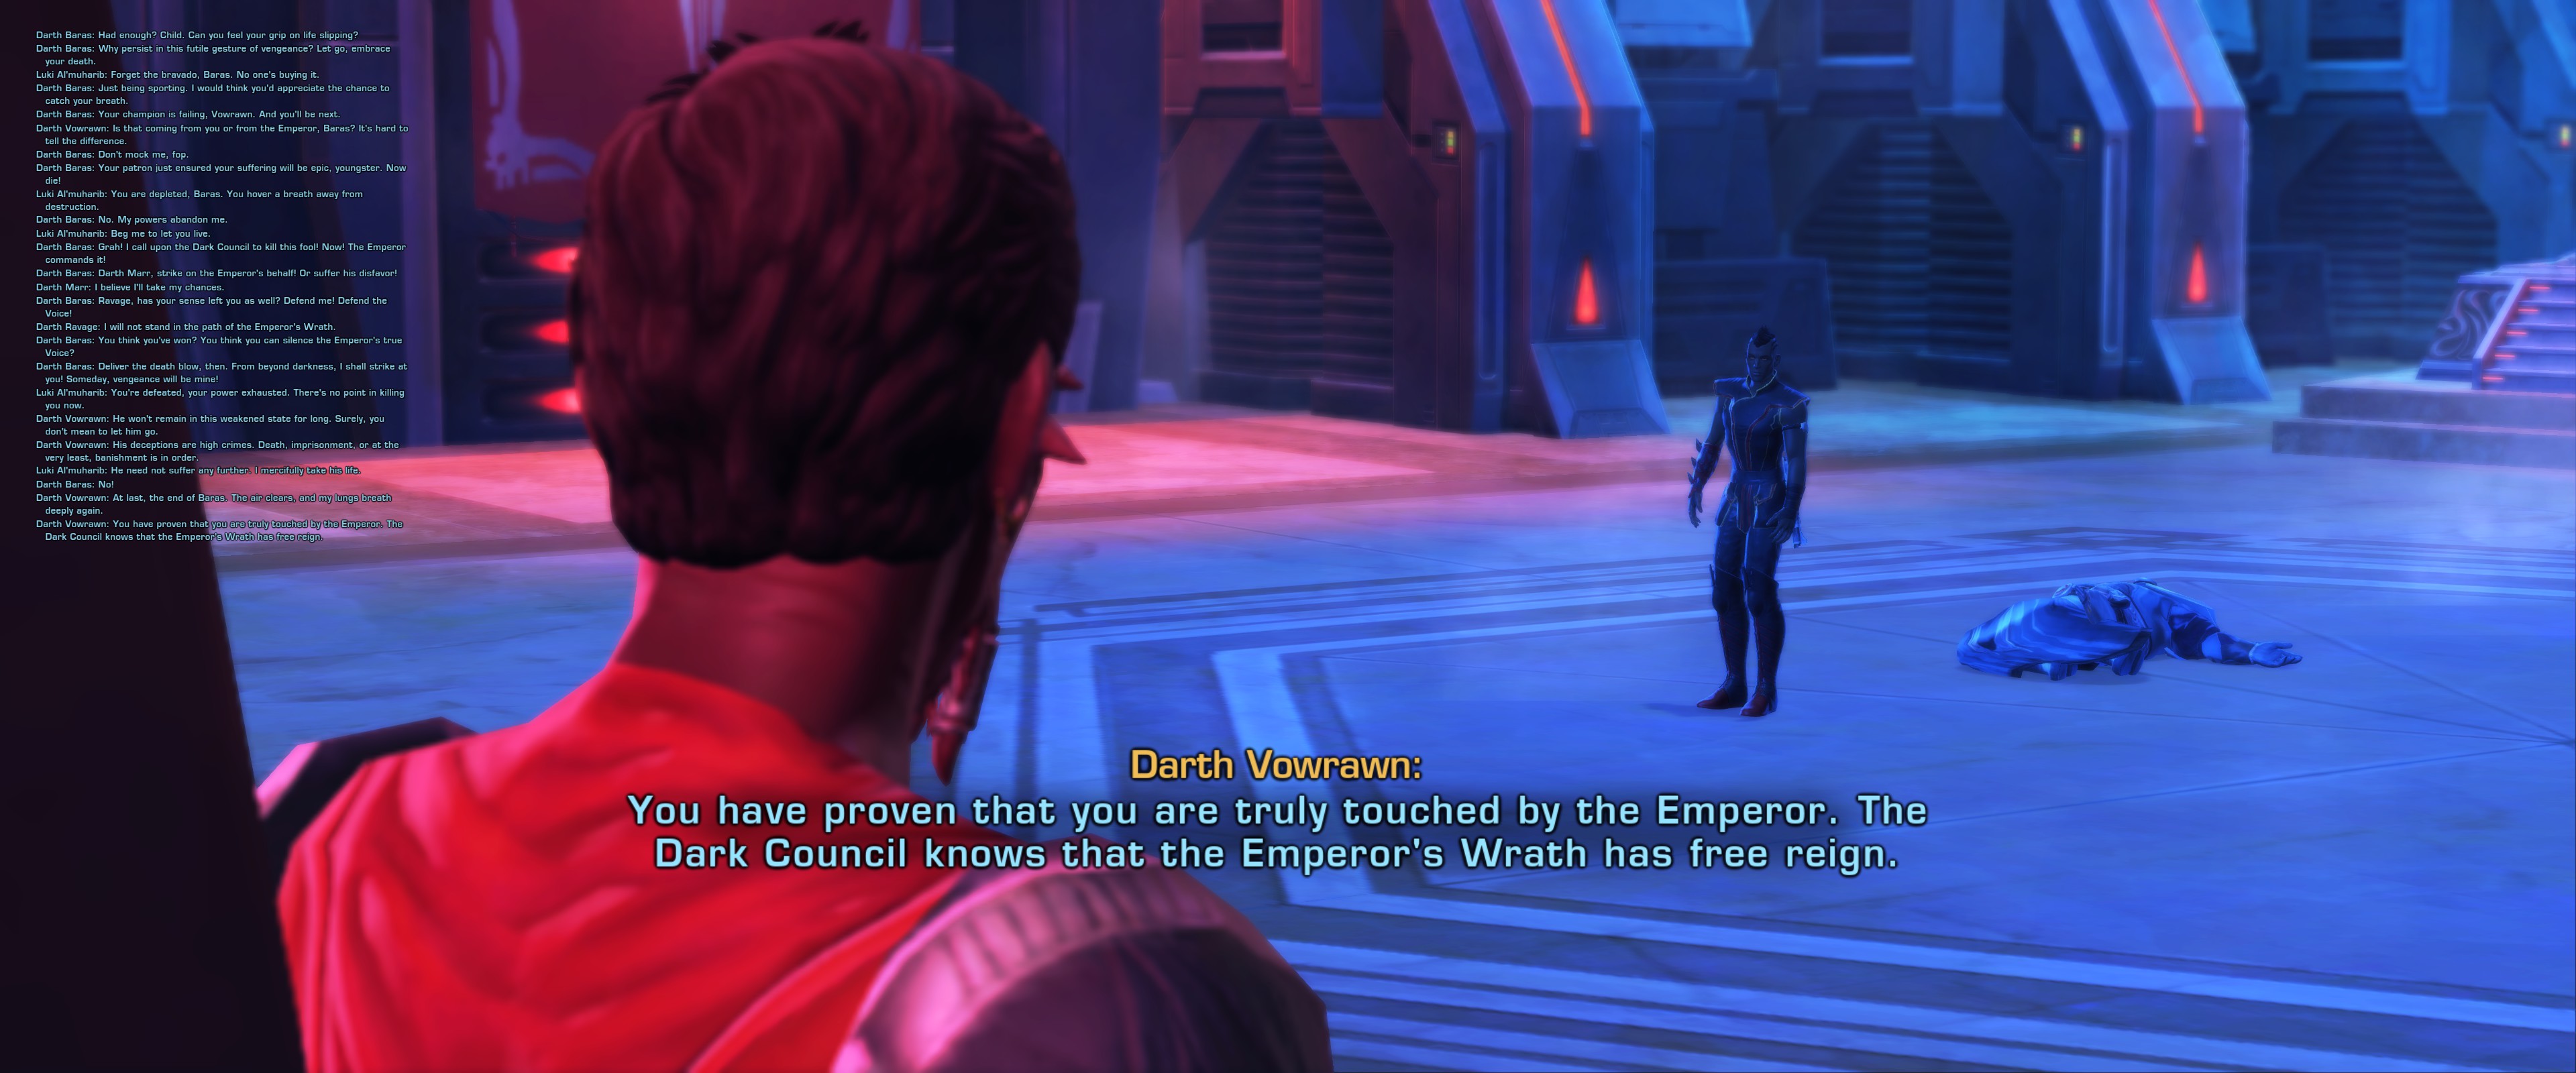 Darth Baras: Had enough? Child. Can you feel your grip on life slipping?
Darth Baras: Why persist in this futile gesture of vengeance? Let go, embrace
your death.
Luki Al'muharib: Forget the bravado, Baras. No one's buying it.
Darth Baras: Just being sporting. I would think you'd appreciate the chance to
catch your breath.
Darth Baras: Your champion is failing, Vowrawn. And you'll be next.
Darth Vowrawn: Is that coming from you or from the Emperor, Baras? It's hard to
tell the difference.
Darth Baras: Don't mock me, fop.
Darth Baras: Your patron just ensured your suffering will be epic, youngster. Now
die!
Luki Al'muharib: You are depleted, Baras. You hover a breath away from
destruction.
Darth Baras: No. My powers abandon me.
Luki Al'muharib: Beg me to let you live.
Darth Baras: Grah! I call upon the Dark Council to kill this fool! Now! The Emperor
commands it!
Darth Baras: Darth Marr, strike on the Emperor's behalf! Or suffer his disfavor!
Darth Marr: I believe I'll take my chances.
Darth Baras: Ravage, has your sense left you as well? Defend me! Defend the
Voice!
Darth Ravage: I will not stand in the path of the Emperor's Wrath.
Darth Baras: You think you've won? You think you can silence the Emperor's true
Voice?
Darth Baras: Deliver the death blow, then. From beyond darkness, I shall strike at
you! Someday, vengeance will be mine!
Luki Al'muharib: You're defeated, your power exhausted. There's no point in killing
you now.
Darth Vowrawn: He won't remain in this weakened state for long. Surely, you
don't mean to let him go.
Darth Vowrawn: His deceptions are high crimes. Death, imprisonment, or at the
very least, banishment is in order.
Luki Al'muharib: He need not suffer any further. I mercifully take his life.
Darth Baras: No!
Darth Vowrawn: At last, the end of Baras. The air clears, and my lungs breath
deeply again.
Darth Vowrawn: You have proven that you are truly touched by the Emperor. The
Dark Council knows that the Emperor's Wrath has free reign.
Darth Vowrawn:
You have proven that you are truly touched by the Emperor. The
Dark Council knows that the Emperor's Wrath has free reign.